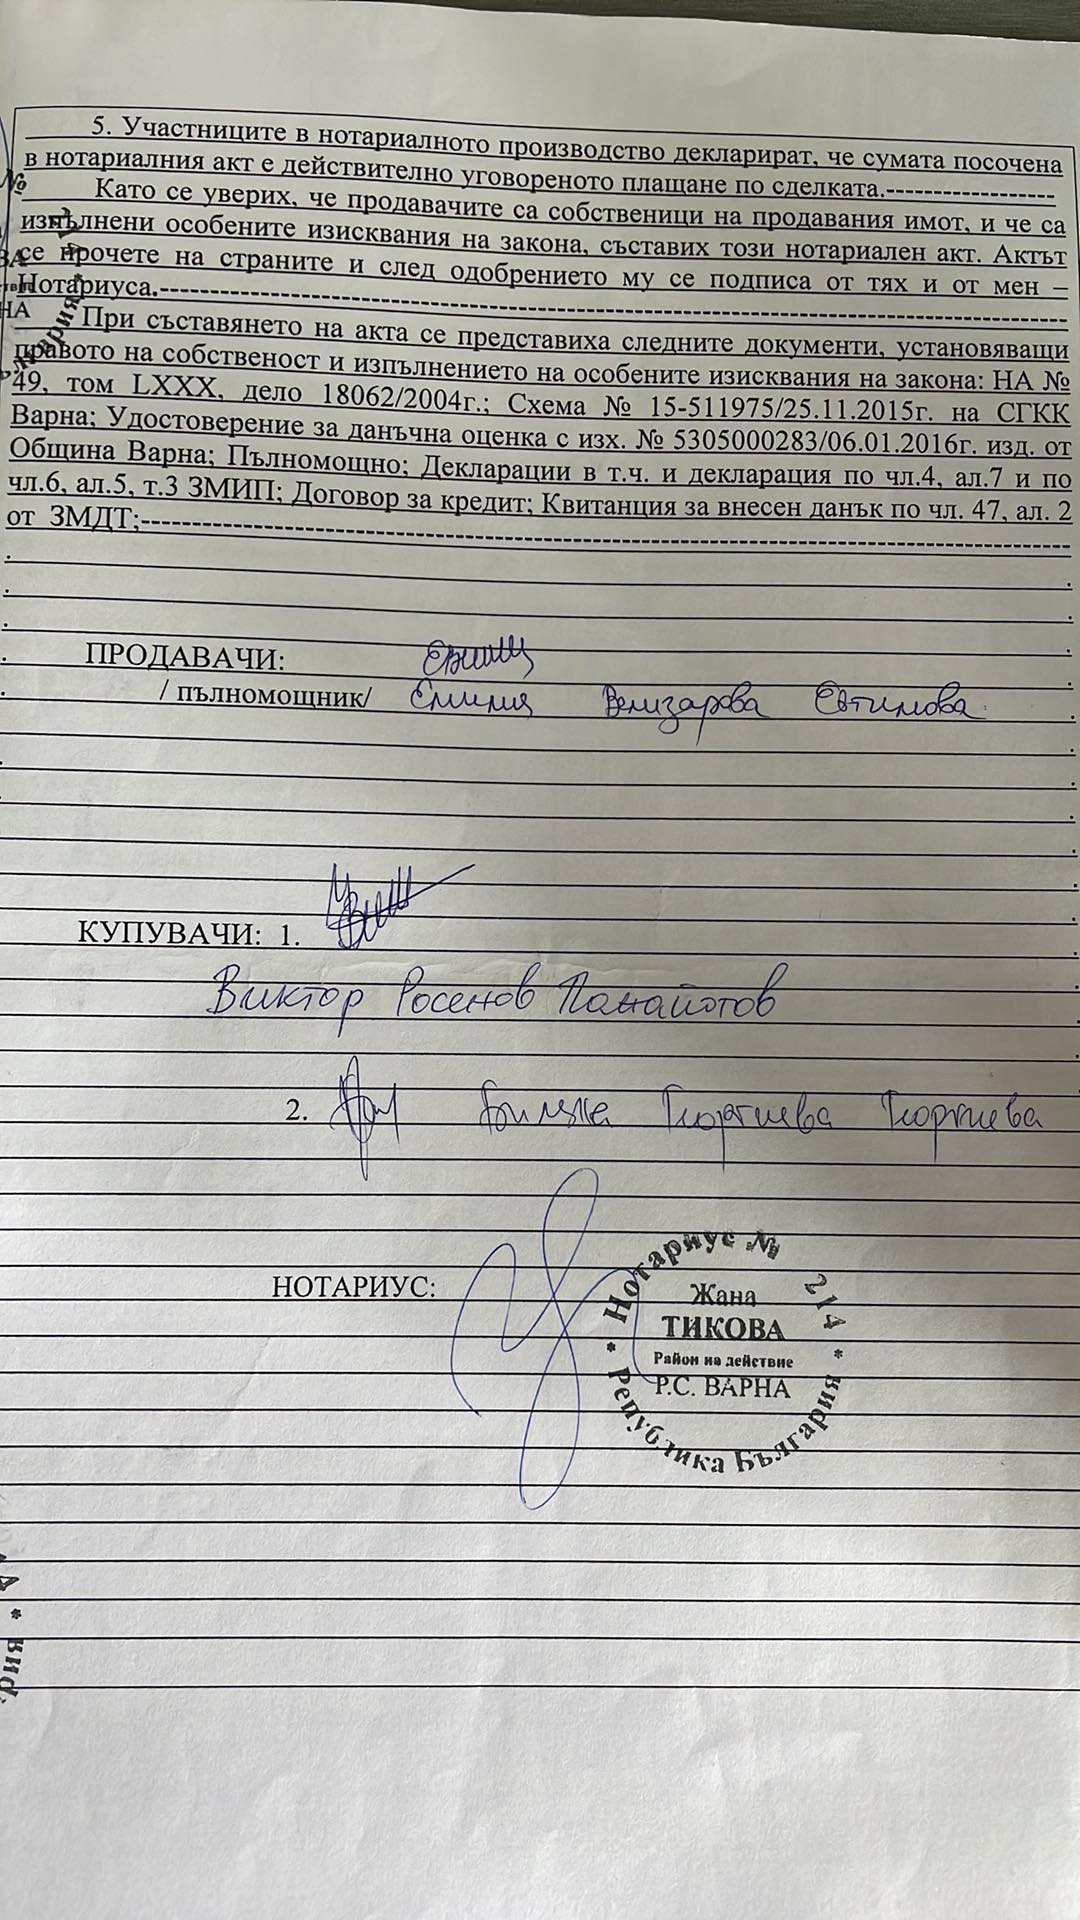 5. Участниците в нотариалното производство декларират, че сумата посочена
в нотариалния акт е действително уговореното плащане по сделката.-------------------
Като се уверих, че продавачите са собственици на продавания имот, и че са
изпълнени особените изисквания на закона, съставих този нотариален акт. Актът
се прочете на страните и след одобрението му се подписа от тях и от мен –
Нотариуса.------------------------------------------------------------
При съставянето на акта се представиха следните документи, установяващи
правото на собственост и изпълнението на особените изисквания на закона: НА №
49, том LXXX, дело 18062/2004г.; Схема № 15-511975/25.11.2015г. на СГКК
Варна; Удостоверение за данъчна оценка с изх. № 5305000283/06.01.2016г. изд. от
Община Варна; Пълномощно; Декларации в т.ч. и декларация по чл.4, ал.7 и по
чл.6, ал.5, т.3 ЗМИП; Договор за кредит; Квитанция за внесен данък по чл. 47, ал. 2
от ЗМДТ;------------------------------------------------------------
ПРОДАВАЧИ:
/ пълномощник/ Емилия Велизарова Евтимова
КУПУВАЧИ: 1.
Виктор Росенов Панайотов
2. Георгиева Георгиева
НОТАРИУС:
Нотариус № 214
Жана
ТИКОВА
Район на действие
Р.С. ВАРНА
Република България